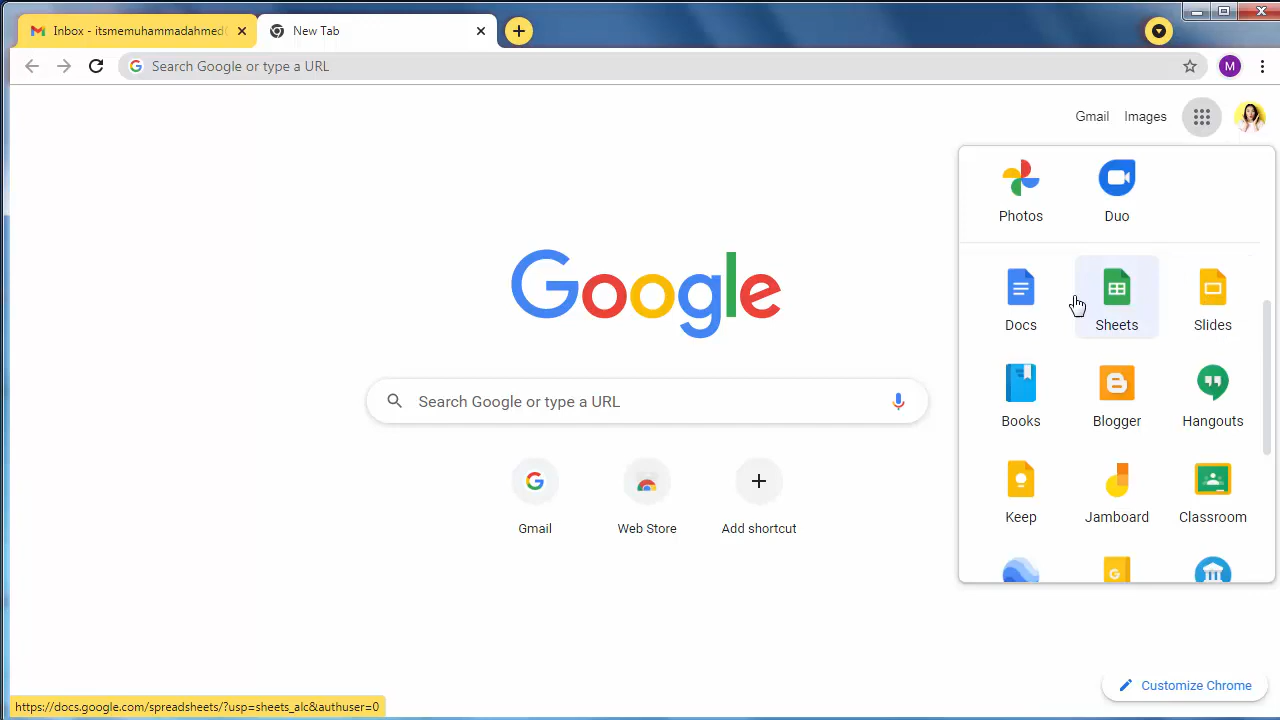 Inbox - itsmemuhammadahmed
New Tab
Search Google or type a URL
M
Gmail Images
Photos Duo
Docs Sheets Slides
Books Blogger Hangouts
Keep Jamboard Classroom
Google
Search Google or type a URL
Gmail Web Store Add shortcut
Customize Chrome
https://docs.google.com/spreadsheets/?usp=sheets_alc&authuser=0